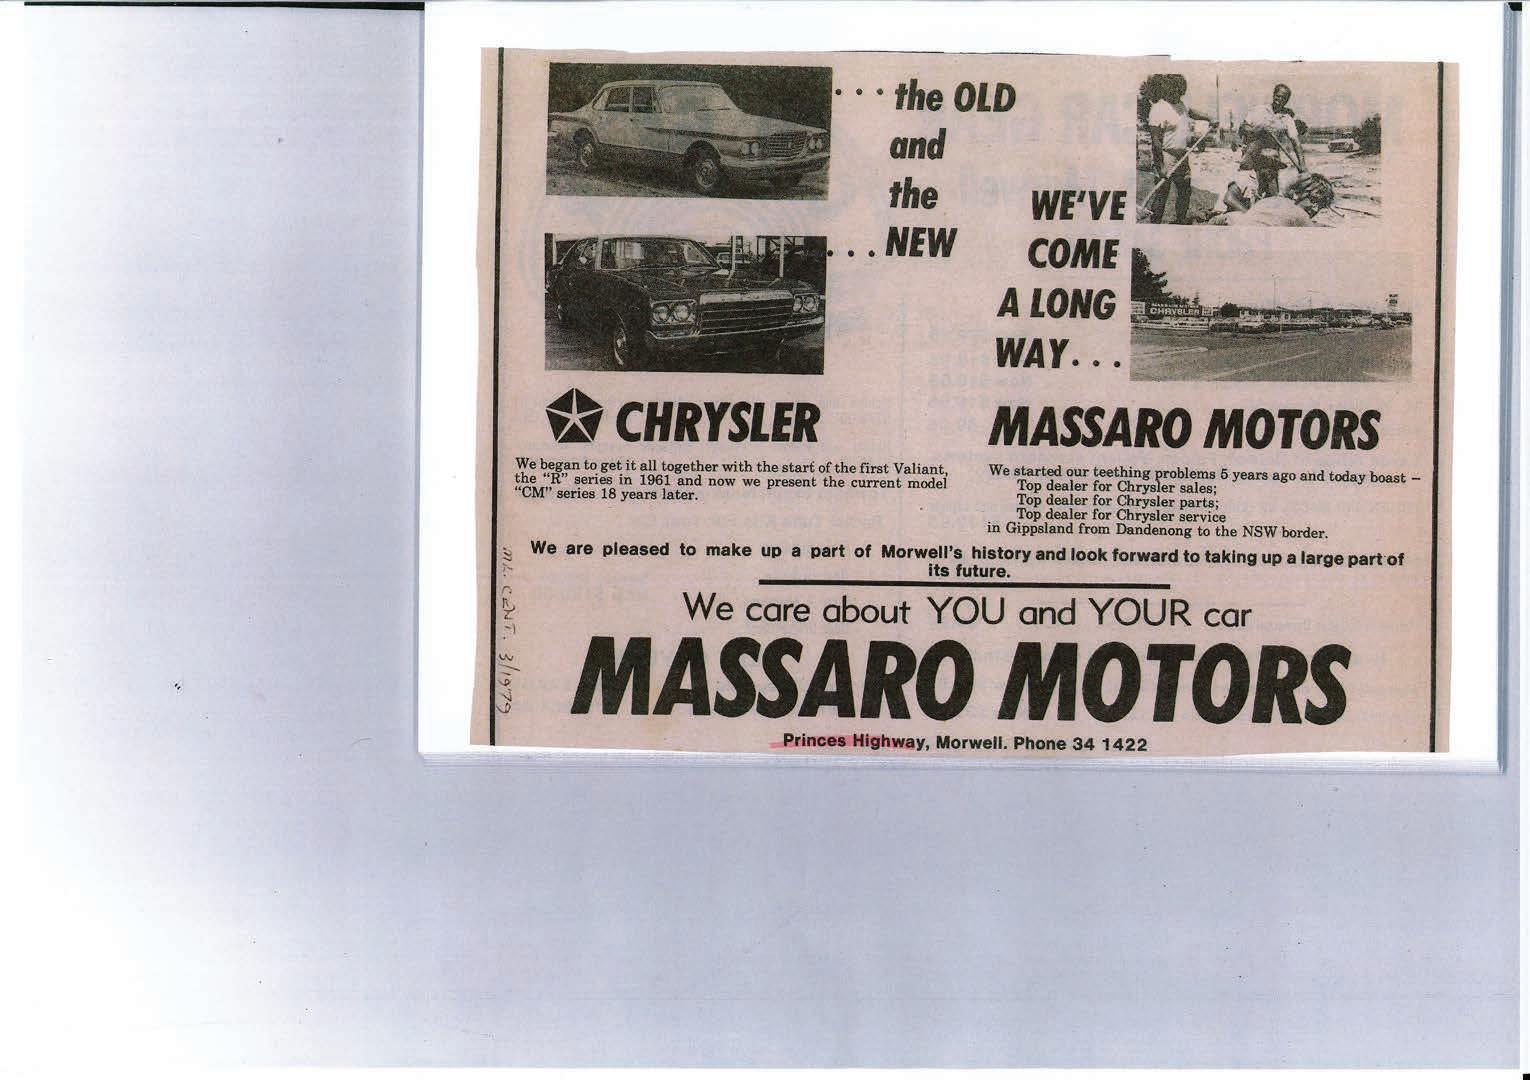 . . . the OLD
and
the
. . . NEW
WE'VE
COME
A LONG
WAY. . .
CHRYSLER
CHRYSLER
We began to get it all together with the start of the first Valiant,
the "R" series in 1961 and now we present the current model
"CM" series 18 years later.
MASSARO MOTORS
We started our teething problems 5 years ago and today boast –
Top dealer for Chrysler sales;
Top dealer for Chrysler parts;
Top dealer for Chrysler service
in Gippsland from Dandenong to the NSW border.
We are pleased to make up a part of Morwell's history and look forward to taking up a large part of
its future.
We care about YOU and YOUR car
MASSARO MOTORS
Princes Highway, Morwell. Phone 34 1422
CENT. 3/1979